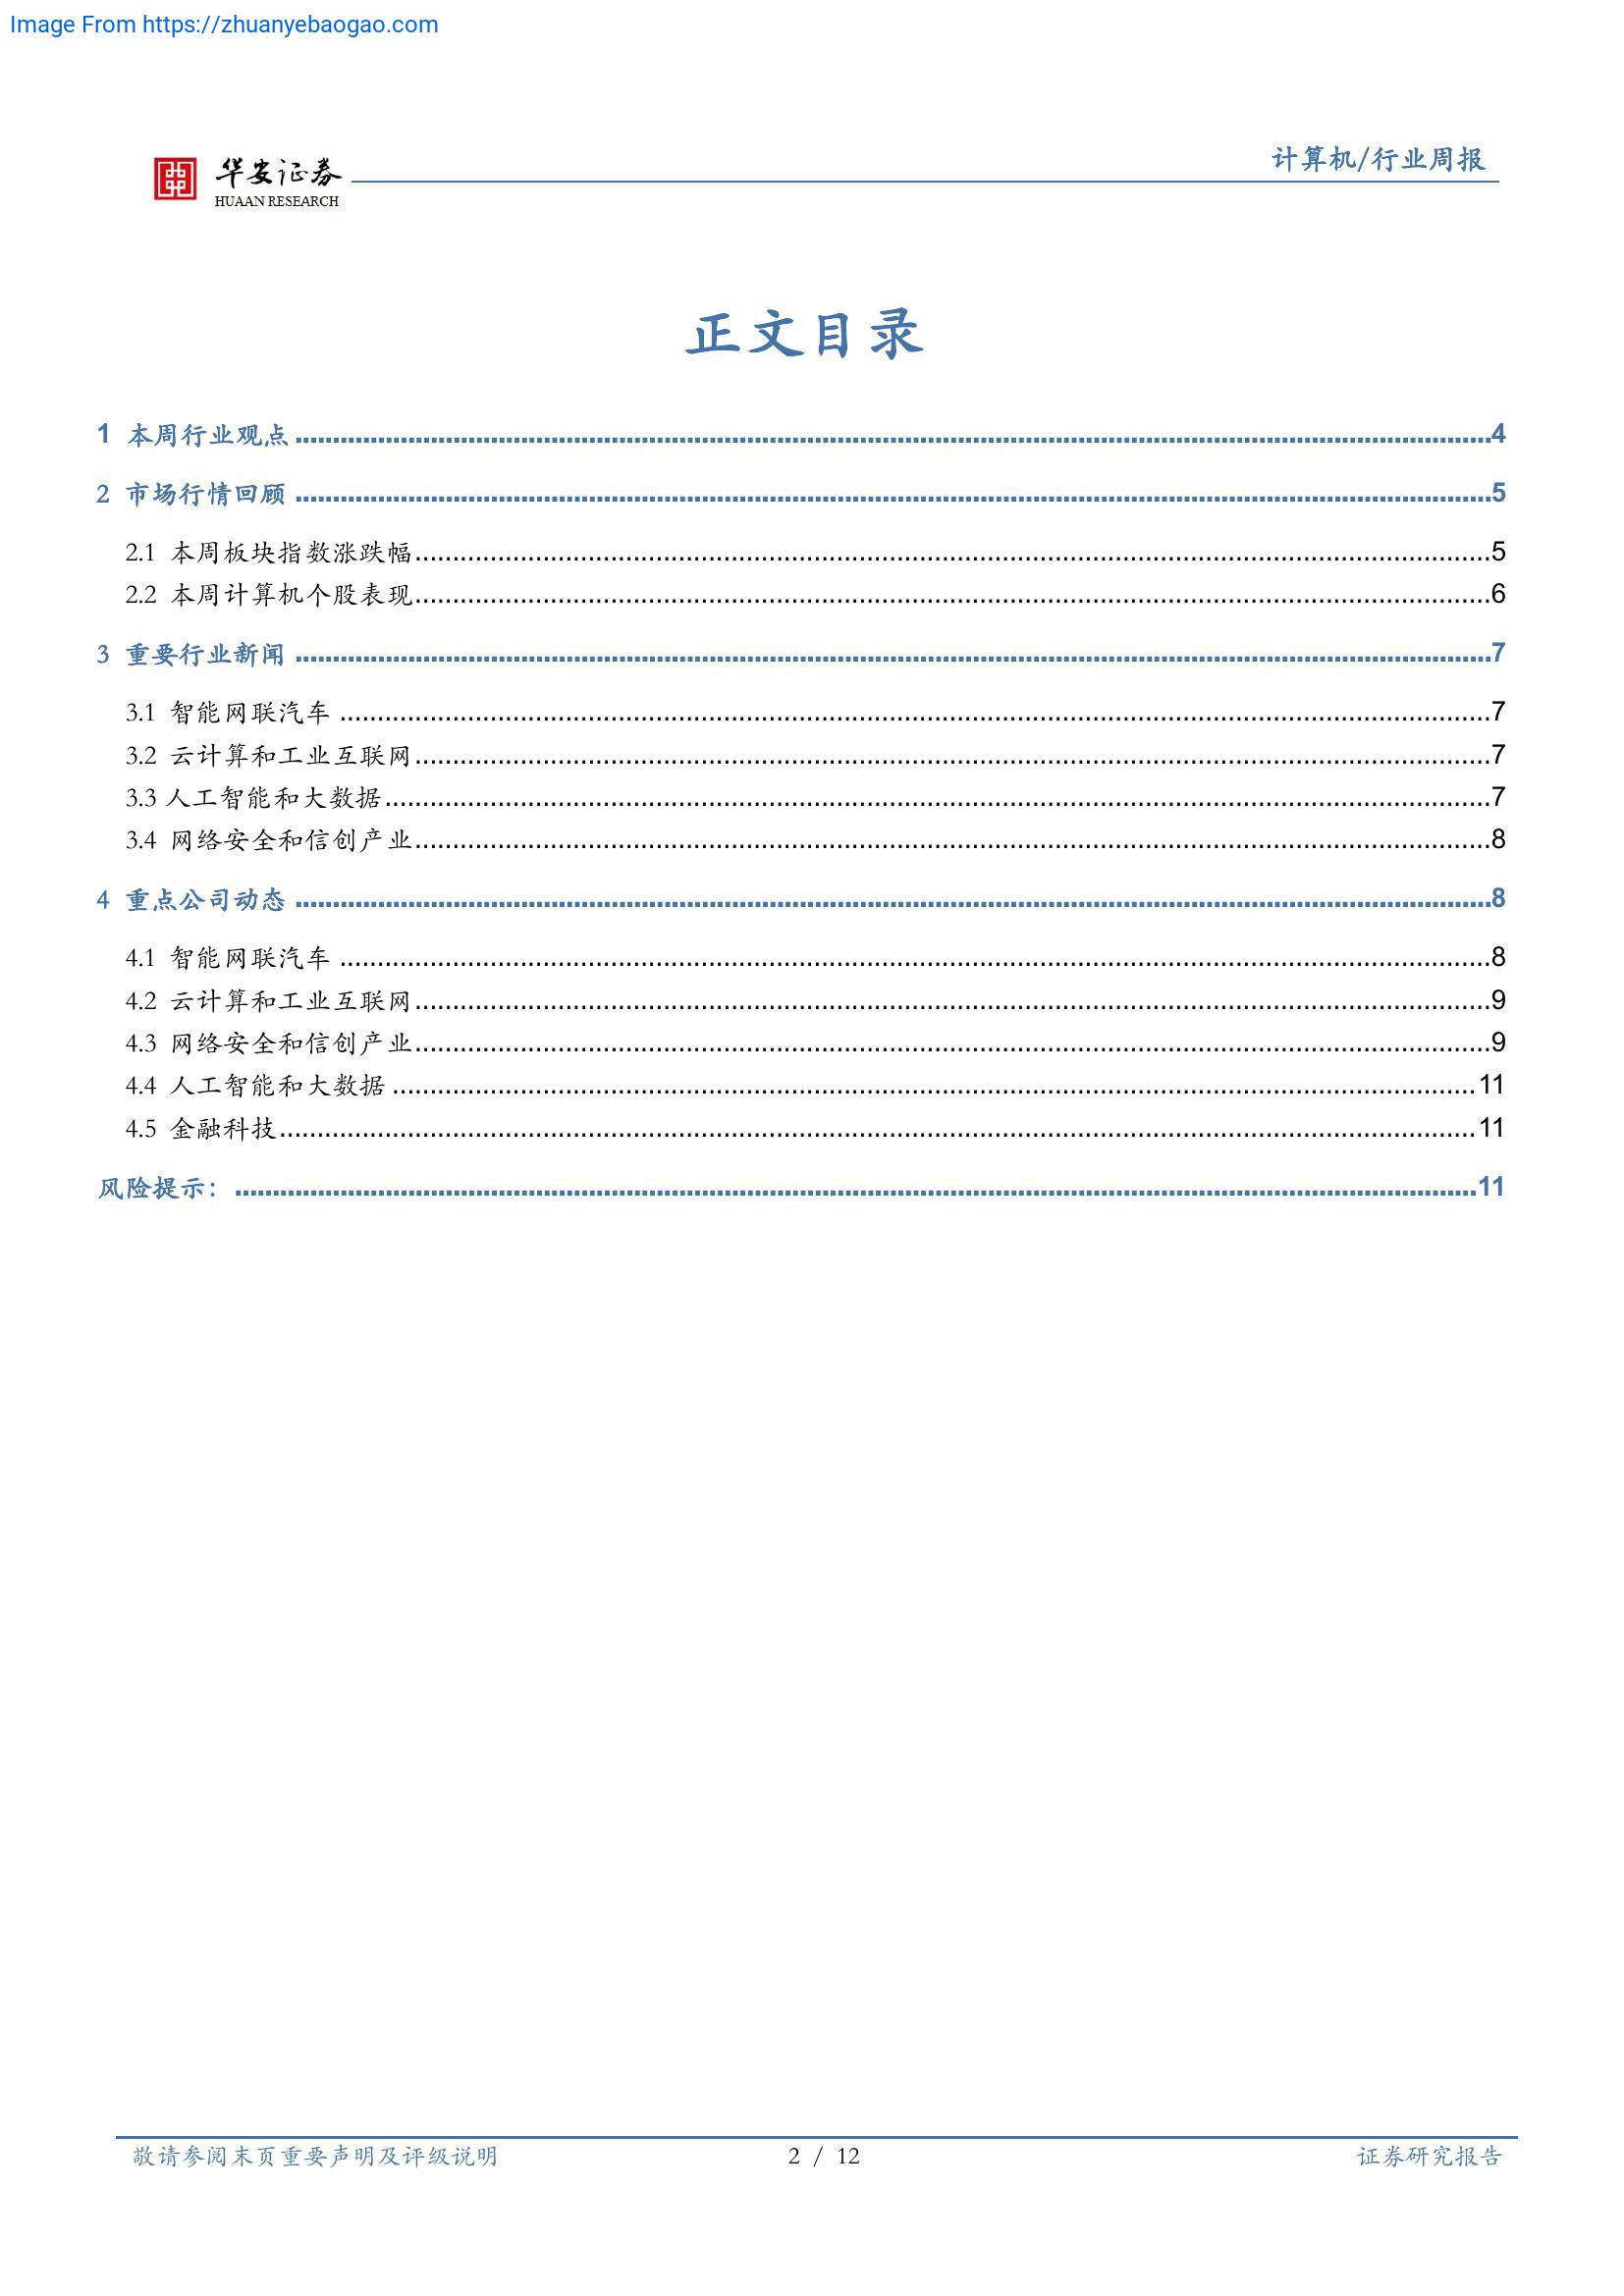 Image From https://zhuanyebaogao.com
华安证券
HUAAN RESEARCH
计算机/行业周报
正文目录
1 本周行业观点........................4
2 市场行情回顾........................5
2.1 本周板块指数涨跌幅........................5
2.2 本周计算机个股表现........................6
3 重要行业新闻........................7
3.1 智能网联汽车........................7
3.2 云计算和工业互联网........................7
3.3 人工智能和大数据........................7
3.4 网络安全和信创产业........................8
4 重点公司动态........................8
4.1 智能网联汽车........................8
4.2 云计算和工业互联网........................9
4.3 网络安全和信创产业........................9
4.4 人工智能和大数据........................11
4.5 金融科技........................11
风险提示：........................11
敬请参阅末页重要声明及评级说明 2 / 12 证券研究报告